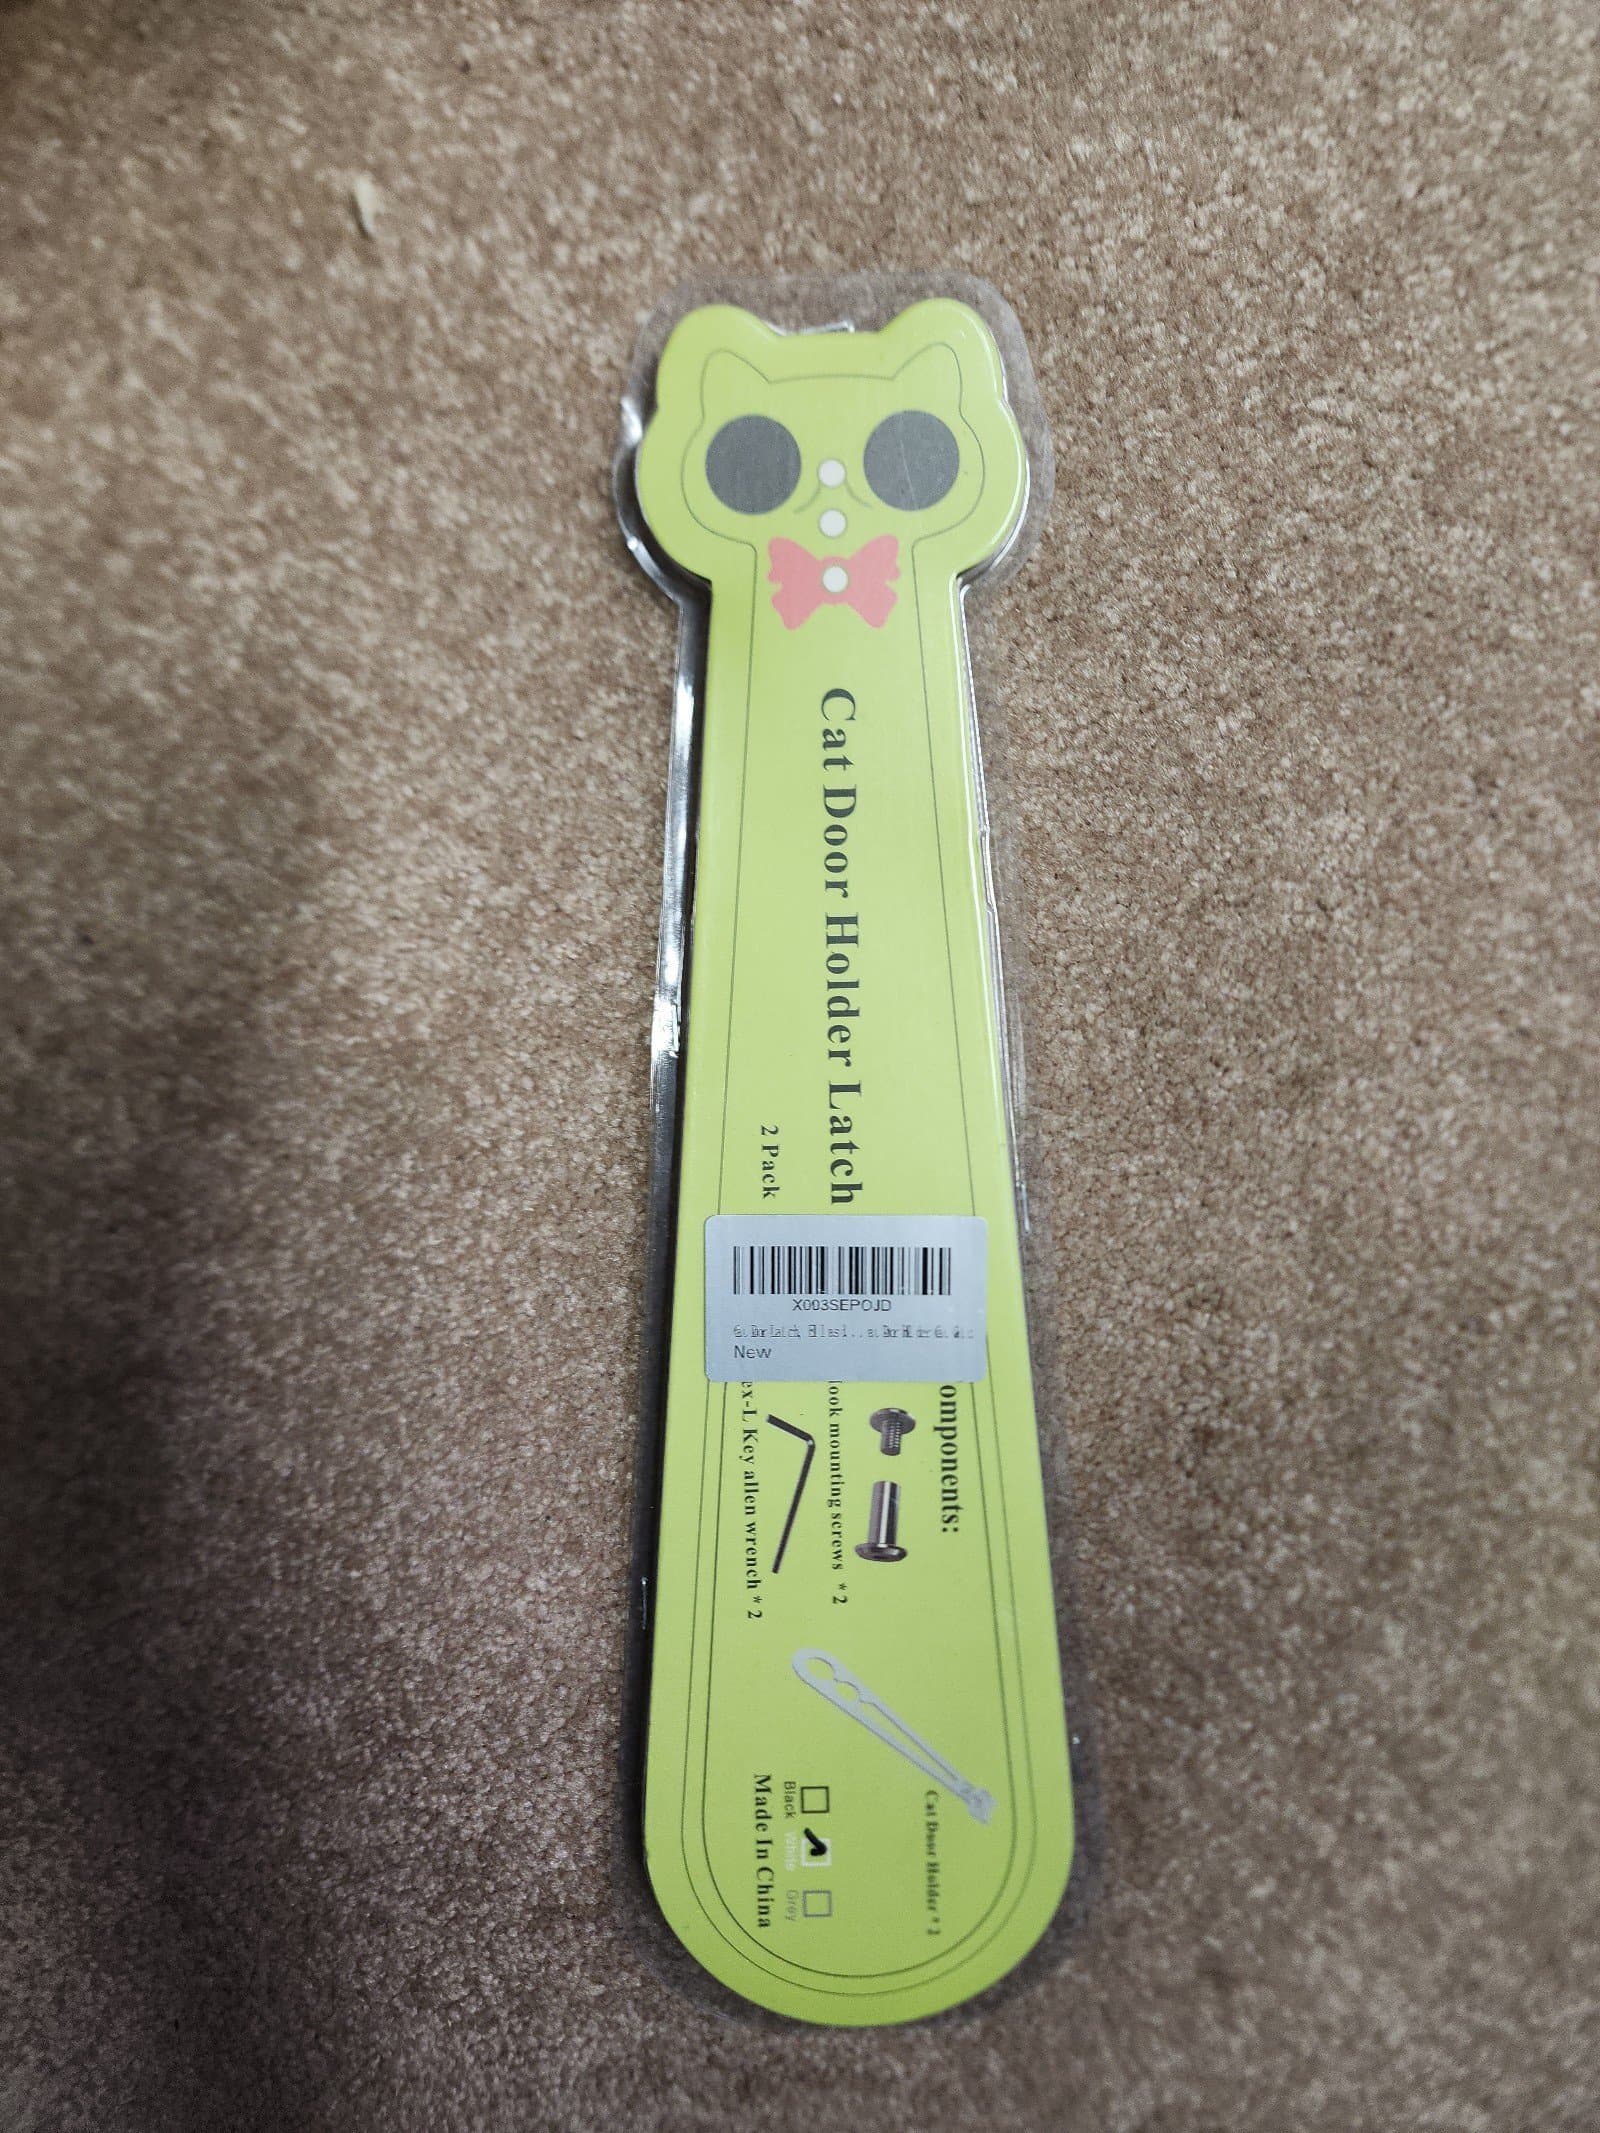 Cat Door Holder Latch
2 Pack
X003SEPOJD
New
omponents:
ook mounting screws *2
ex-L Key allen wrench *2
Cat Door Holder *2
Black White Grey
Made In China